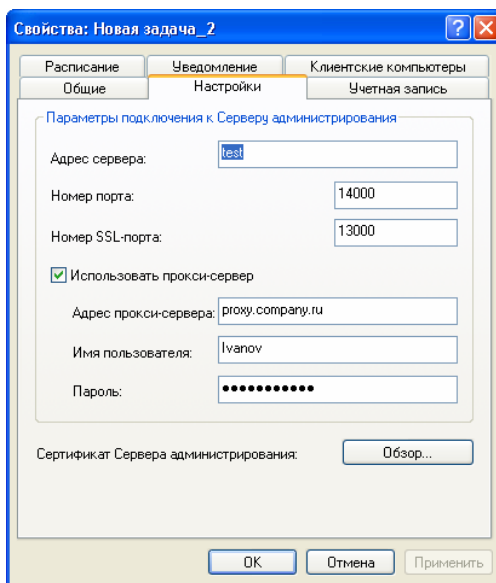 Свойства: Новая задача_2
Расписание Уведомление Клиентские компьютеры
Общие Настройки Учетная запись
Параметры подключения к Серверу администрирования
Адрес сервера: test
Номер порта: 14000
Номер SSL-порта: 13000
Использовать прокси-сервер
Адрес прокси-сервера: proxy.company.ru
Имя пользователя: Ivanov
Пароль: ●●●●●●●●●●●
Сертификат Сервера администрирования: Обзор...
OK Отмена Применить